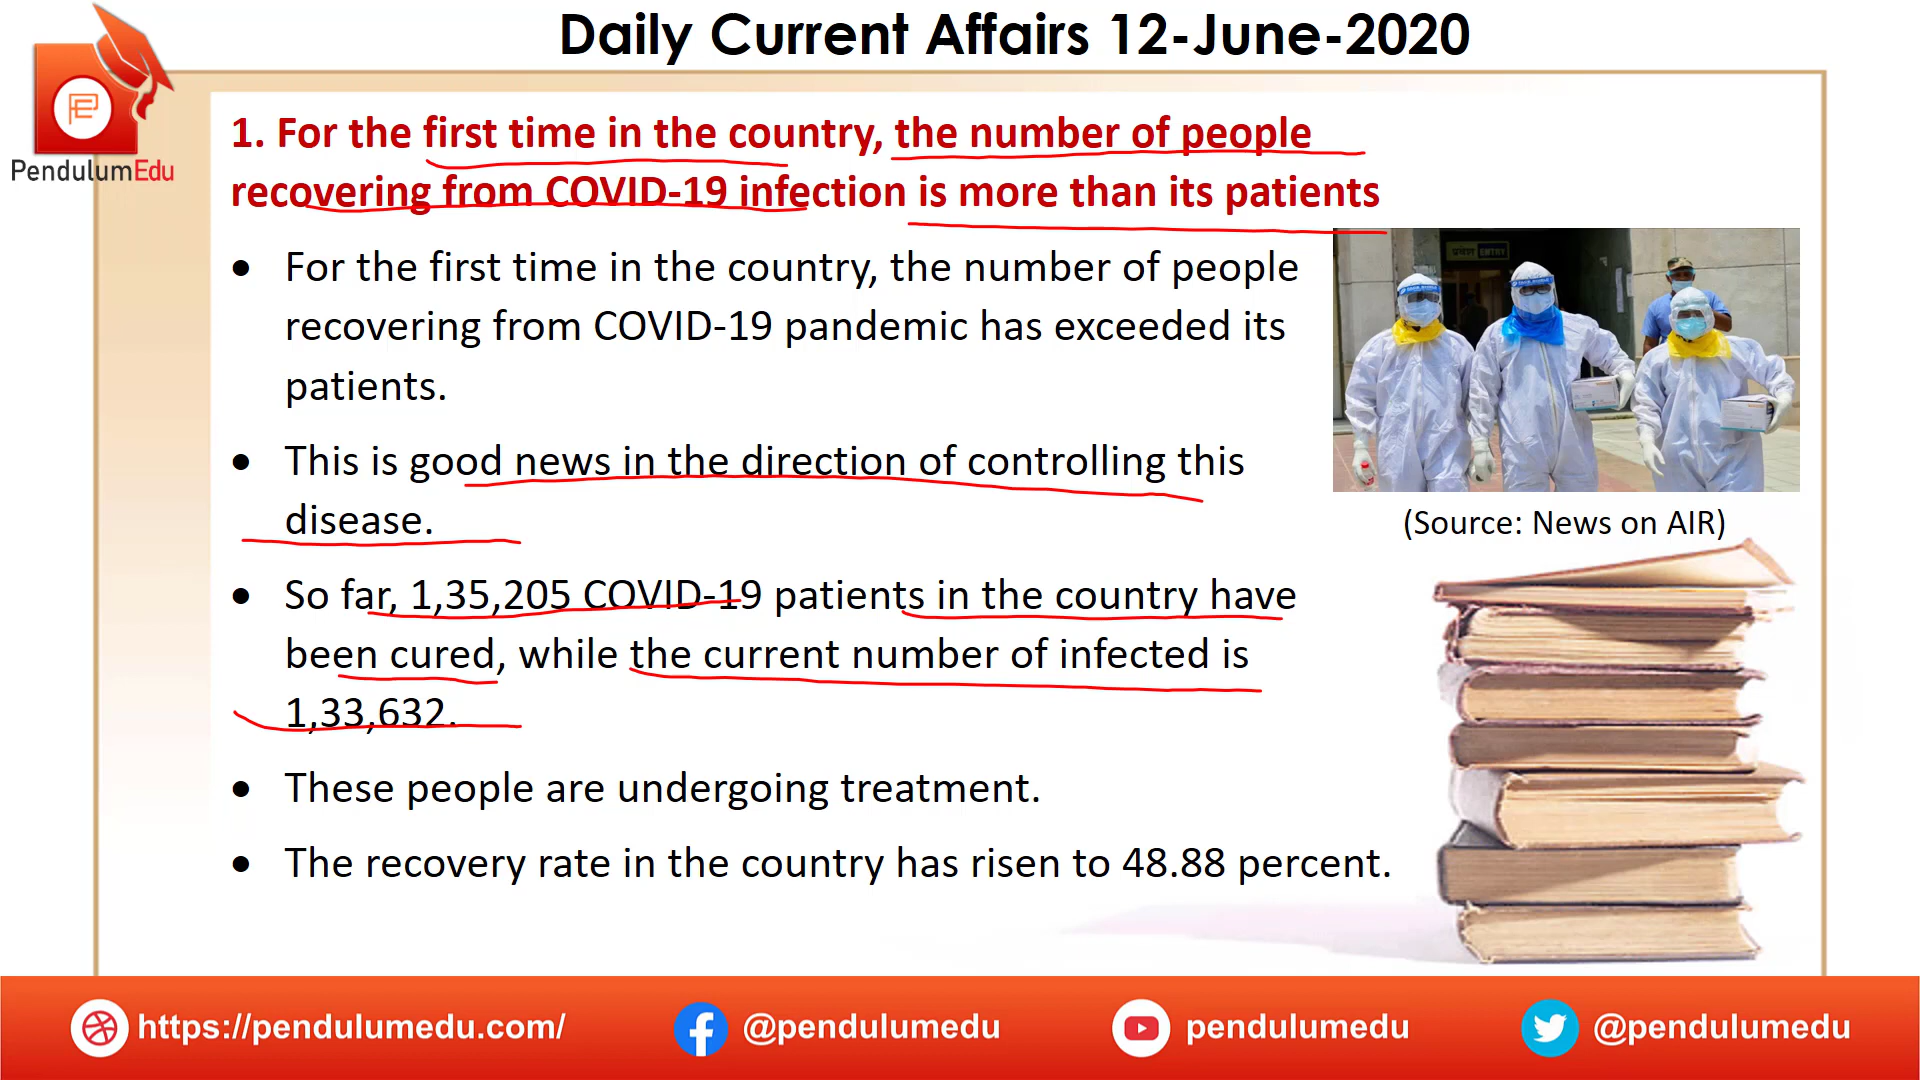 Daily Current Affairs 12-June-2020
PendulumEdu
1. For the first time in the country, the number of people
recovering from COVID-19 infection is more than its patients
• For the first time in the country, the number of people
recovering from COVID-19 pandemic has exceeded its
patients.
• This is good news in the direction of controlling this
disease.
• So far, 1,35,205 COVID-19 patients in the country have
been cured, while the current number of infected is
1,33,632.
• These people are undergoing treatment.
• The recovery rate in the country has risen to 48.88 percent.
प्रवेश ENTRY
(Source: News on AIR)
https://pendulumedu.com/
@pendulumedu
pendulumedu
@pendulumedu